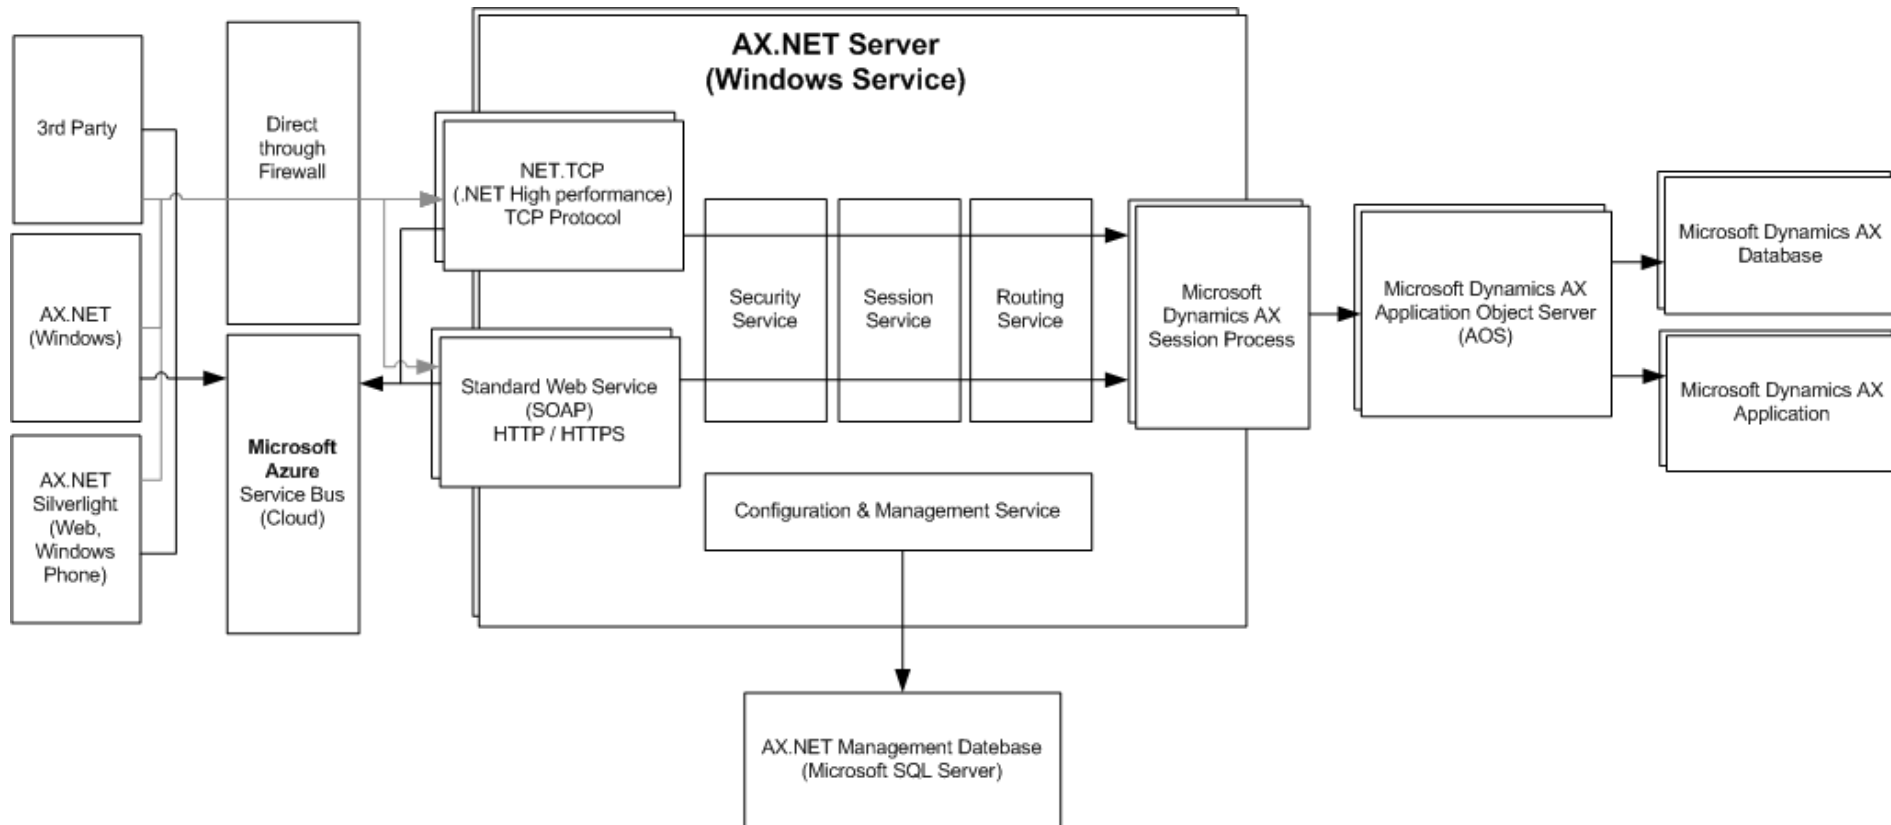 AX.NET Server
(Windows Service)
3rd Party
Direct
through
Firewall
NET.TCP
(.NET High performance)
TCP Protocol
AX.NET
(Windows)
Standard Web Service
(SOAP)
HTTP / HTTPS
Security
Service
Session
Service
Routing
Service
Microsoft
Dynamics AX
Session Process
Microsoft Dynamics AX
Application Object Server
(AOS)
Microsoft Dynamics AX
Database
Microsoft Dynamics AX
Application
AX.NET
Silverlight
(Web,
Windows
Phone)
Microsoft
Azure
Service Bus
(Cloud)
Configuration & Management Service
AX.NET Management Datebase
(Microsoft SQL Server)